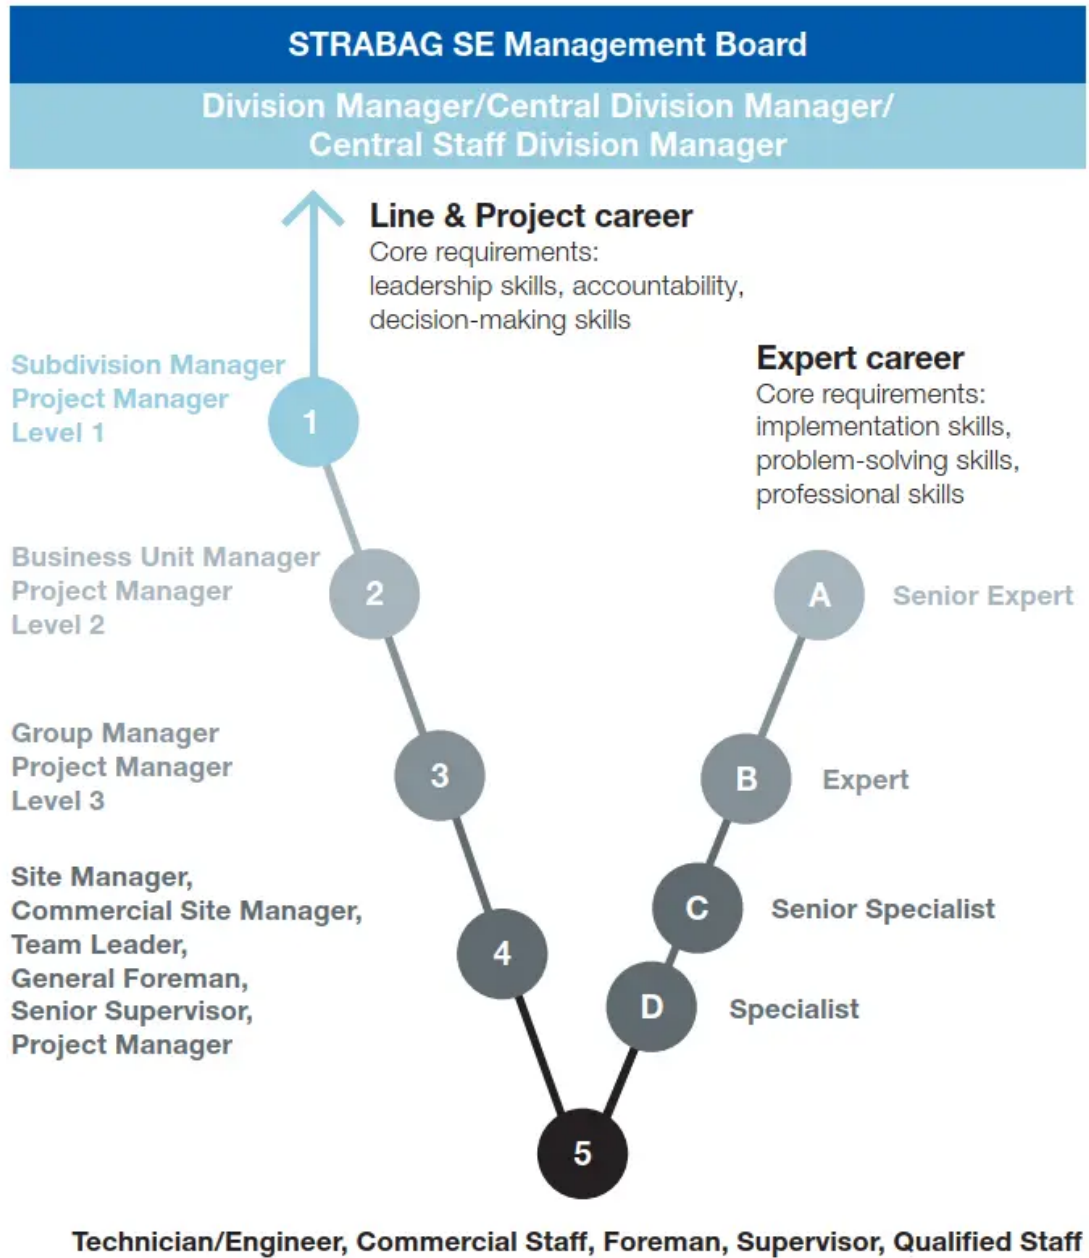 STRABAG SE Management Board
Division Manager/Central Division Manager/
Central Staff Division Manager
Line & Project career
Core requirements:
leadership skills, accountability,
decision-making skills
Expert career
Core requirements:
implementation skills,
problem-solving skills,
professional skills
Subdivision Manager
Project Manager
Level 1
1
Business Unit Manager
Project Manager
Level 2
2
A
Senior Expert
Group Manager
Project Manager
Level 3
3
B
Expert
Site Manager,
Commercial Site Manager,
Team Leader,
General Foreman,
Senior Supervisor,
Project Manager
4
C
Senior Specialist
D
Specialist
5
Technician/Engineer, Commercial Staff, Foreman, Supervisor, Qualified Staff